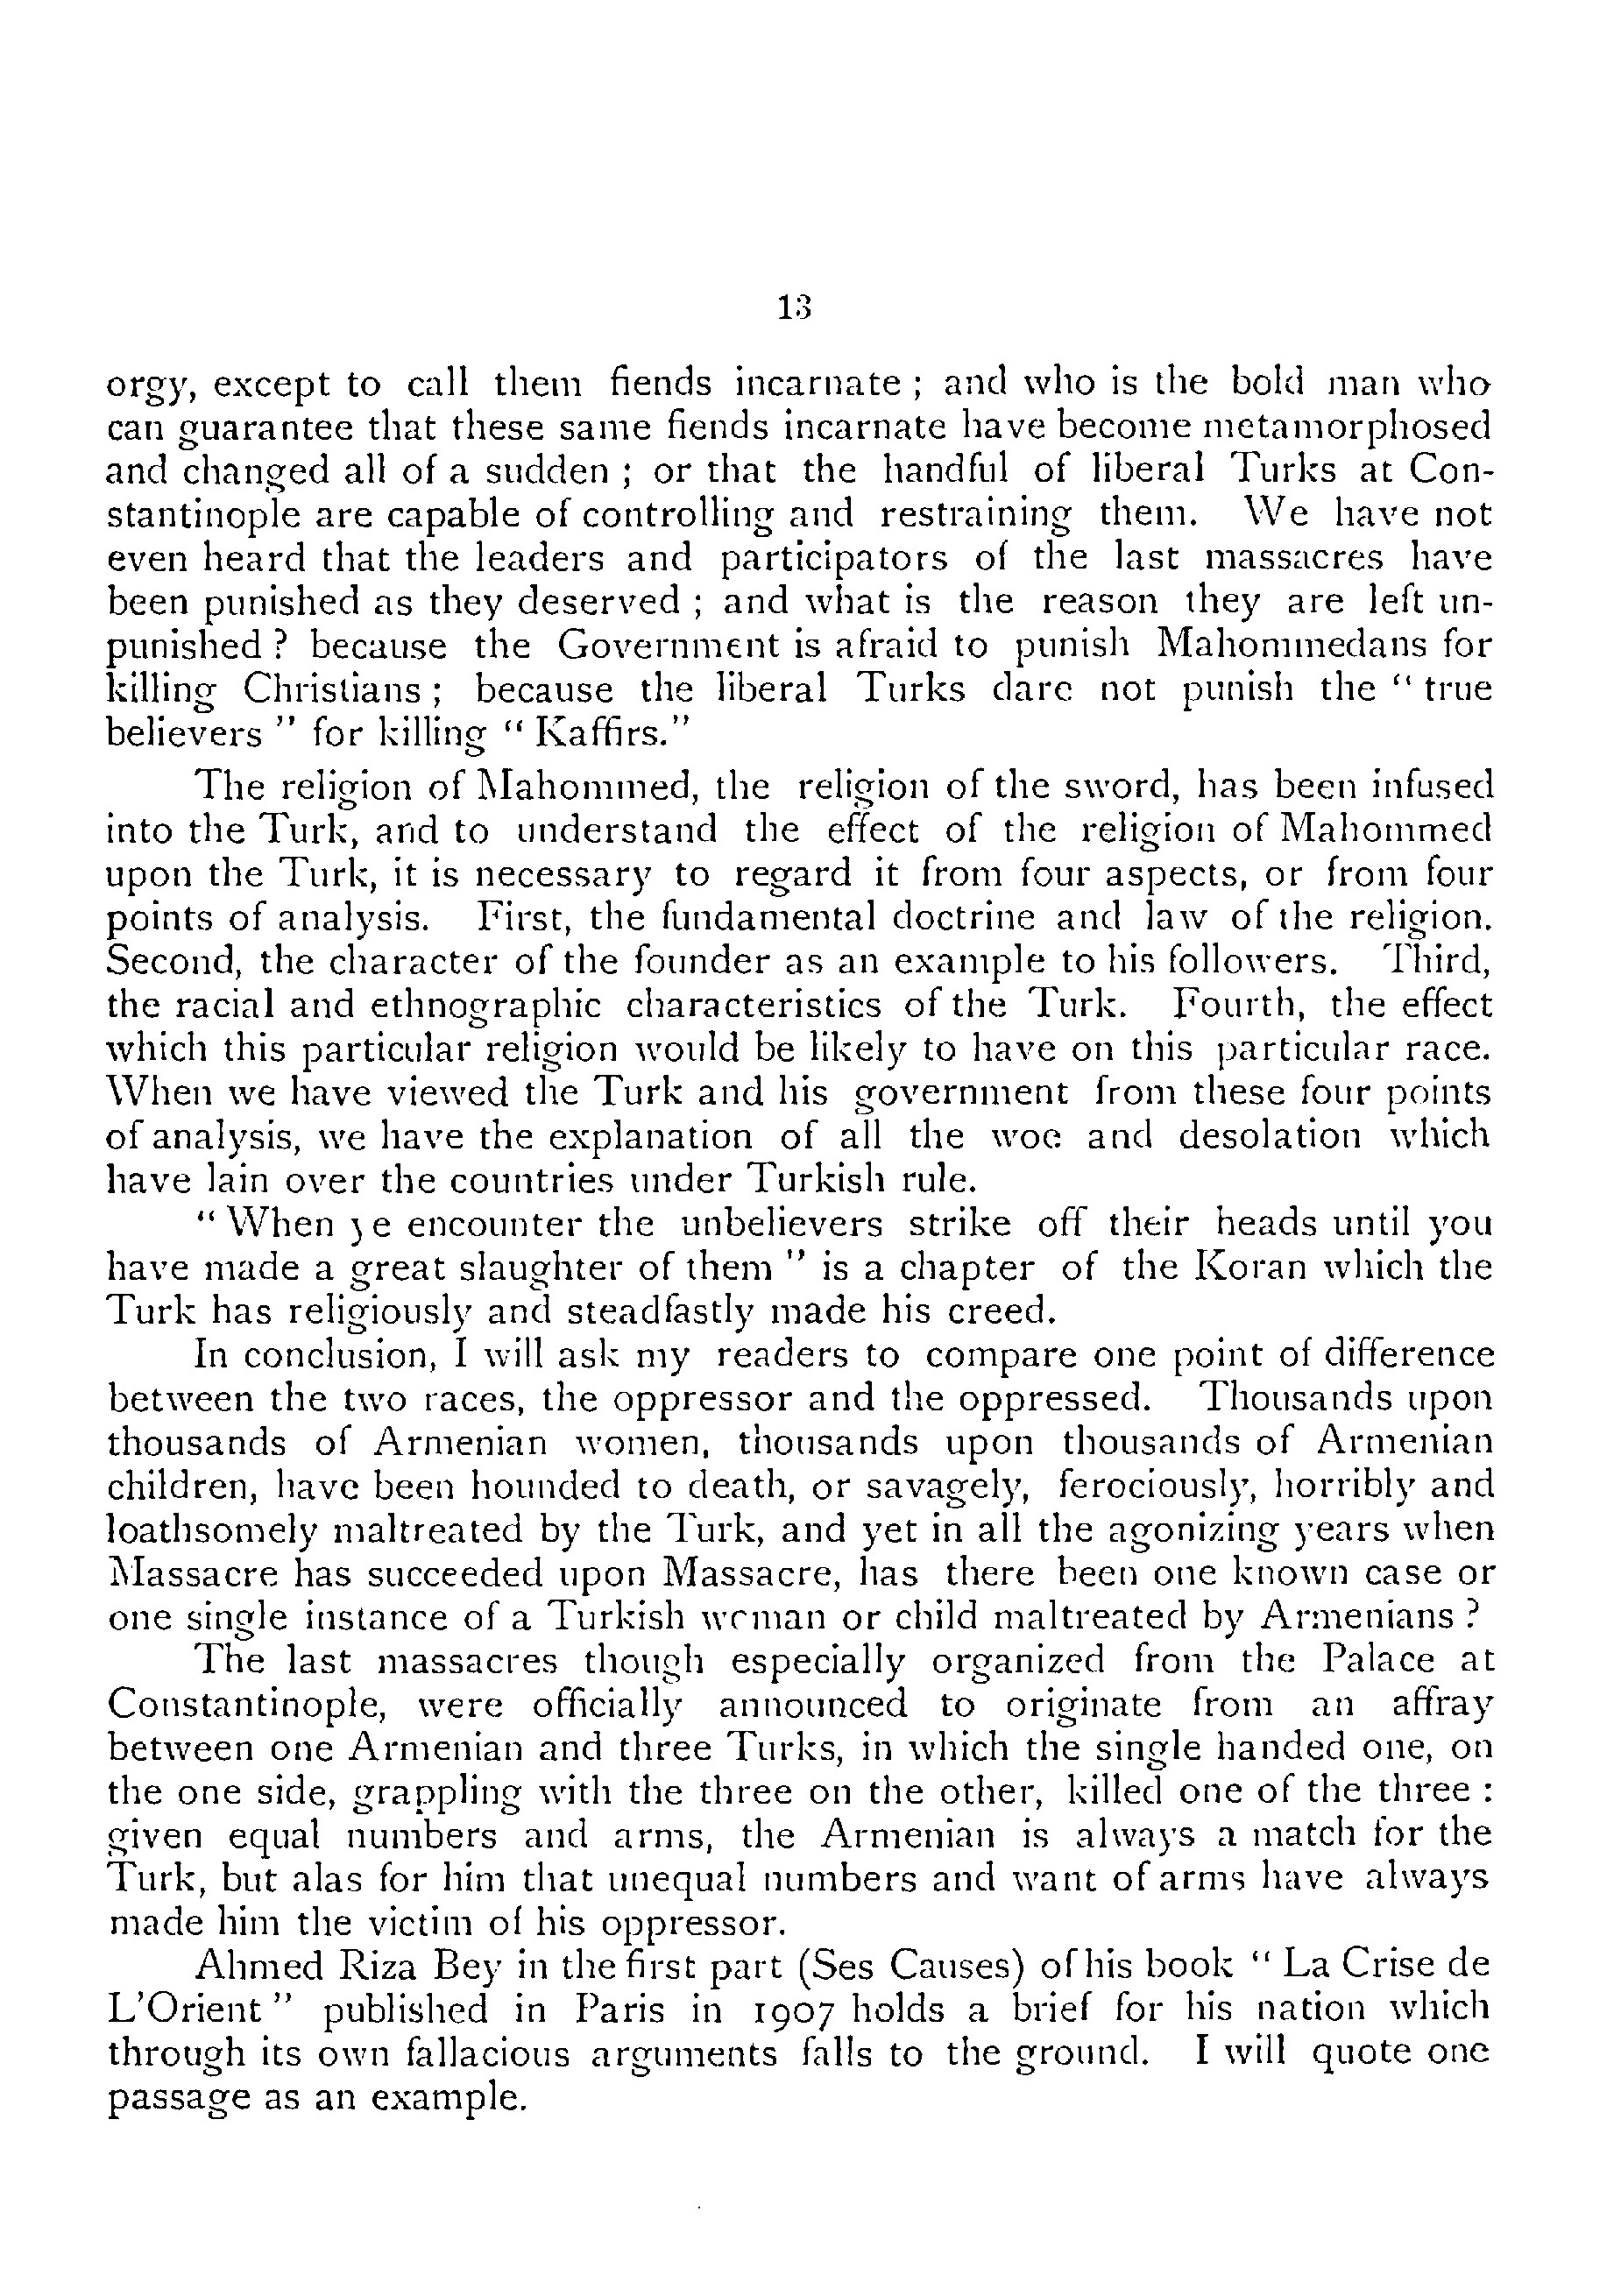 13
orgy, except to call them fiends incarnate ; and who is the bold man who
can guarantee that these same fiends incarnate have become metamorphosed
and changed all of a sudden ; or that the handful of liberal Turks at Con-
stantinople are capable of controlling and restraining them. We have not
even heard that the leaders and participators of the last massacres have
been punished as they deserved ; and what is the reason they are left un-
punished ? because the Government is afraid to punish Mahommedans for
killing Christians ; because the liberal Turks dare not punish the “ true
believers ” for killing “ Kaffirs.”
The religion of Mahommed, the religion of the sword, has been infused
into the Turk, and to understand the effect of the religion of Mahommed
upon the Turk, it is necessary to regard it from four aspects, or from four
points of analysis. First, the fundamental doctrine and law of the religion.
Second, the character of the founder as an example to his followers. Third,
the racial and ethnographic characteristics of the Turk. Fourth, the effect
which this particular religion would be likely to have on this particular race.
When we have viewed the Turk and his government from these four points
of analysis, we have the explanation of all the woe and desolation which
have lain over the countries under Turkish rule.
“ When ye encounter the unbelievers strike off their heads until you
have made a great slaughter of them ” is a chapter of the Koran which the
Turk has religiously and steadfastly made his creed.
In conclusion, I will ask my readers to compare one point of difference
between the two races, the oppressor and the oppressed. Thousands upon
thousands of Armenian women, thousands upon thousands of Armenian
children, have been hounded to death, or savagely, ferociously, horribly and
loathsomely maltreated by the Turk, and yet in all the agonizing years when
Massacre has succeeded upon Massacre, has there been one known case or
one single instance of a Turkish woman or child maltreated by Armenians ?
The last massacres though especially organized from the Palace at
Constantinople, were officially announced to originate from an affray
between one Armenian and three Turks, in which the single handed one, on
the one side, grappling with the three on the other, killed one of the three :
given equal numbers and arms, the Armenian is always a match for the
Turk, but alas for him that unequal numbers and want of arms have always
made him the victim of his oppressor.
Ahmed Riza Bey in the first part (Ses Causes) of his book “ La Crise de
L’Orient ” published in Paris in 1907 holds a brief for his nation which
through its own fallacious arguments falls to the ground. I will quote one
passage as an example.